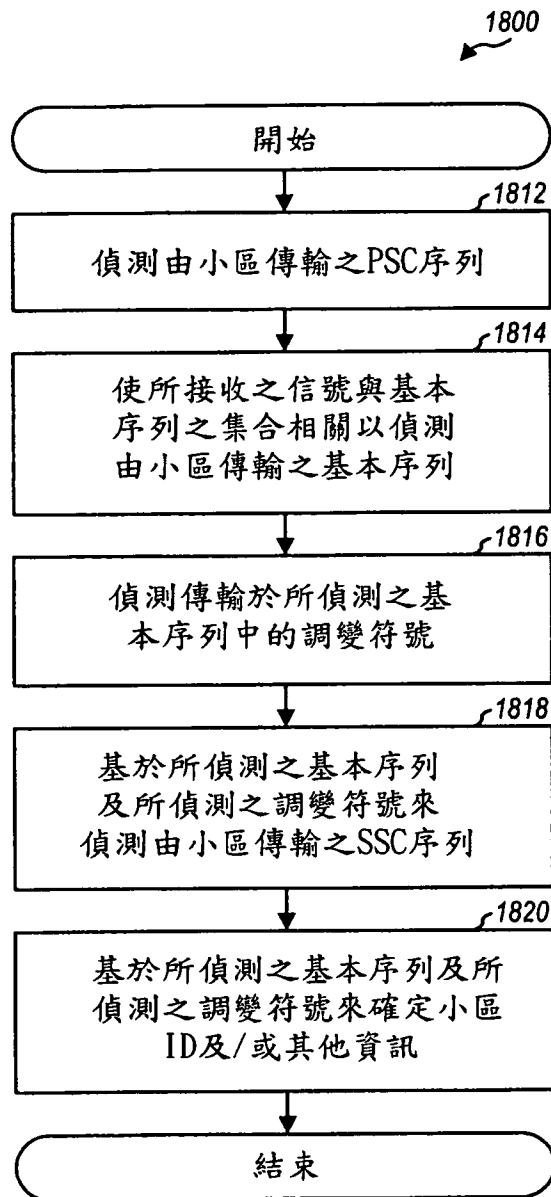 1800
開始
1812
偵測由小區傳輸之PSC序列
1814
使所接收之信號與基本
序列之集合相關以偵測
由小區傳輸之基本序列
1816
偵測傳輸於所偵測之基
本序列中的調變符號
1818
基於所偵測之基本序列
及所偵測之調變符號來
偵測由小區傳輸之SSC序列
1820
基於所偵測之基本序列及所
偵測之調變符號來確定小區
ID及/或其他資訊
結束